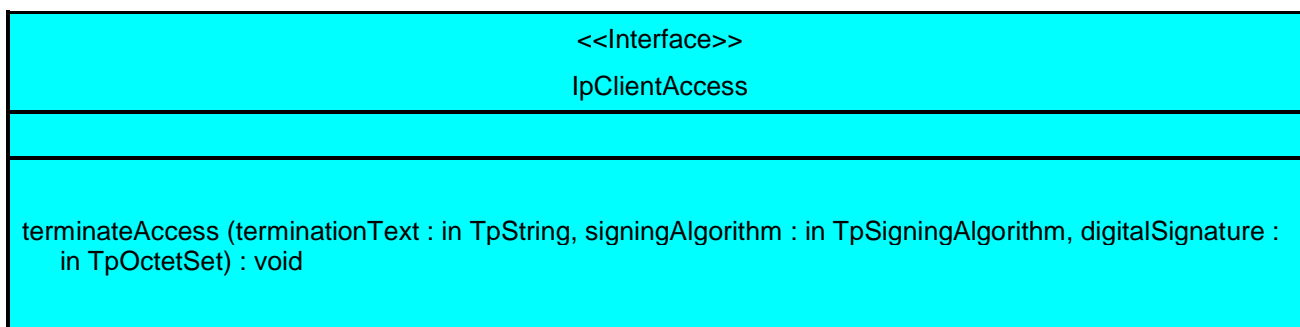 <<Interface>>
IpClientAccess
terminateAccess (terminationText : in TpString, signingAlgorithm : in TpSigningAlgorithm, digitalSignature :
in TpOctetSet) : void